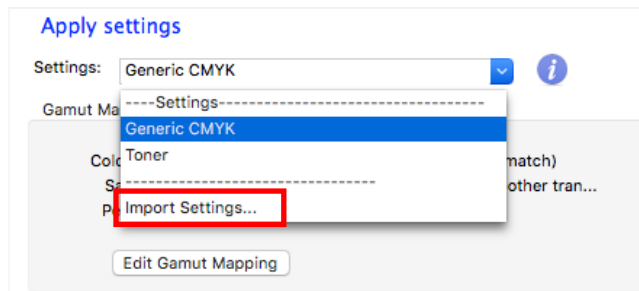 Apply settings
Settings: Generic CMYK i
Gamut Ma ----Settings-----------------------------------
Generic CMYK
Colo Toner match)
Sa --------------------------------- other tran...
Pe Import Settings...
Edit Gamut Mapping